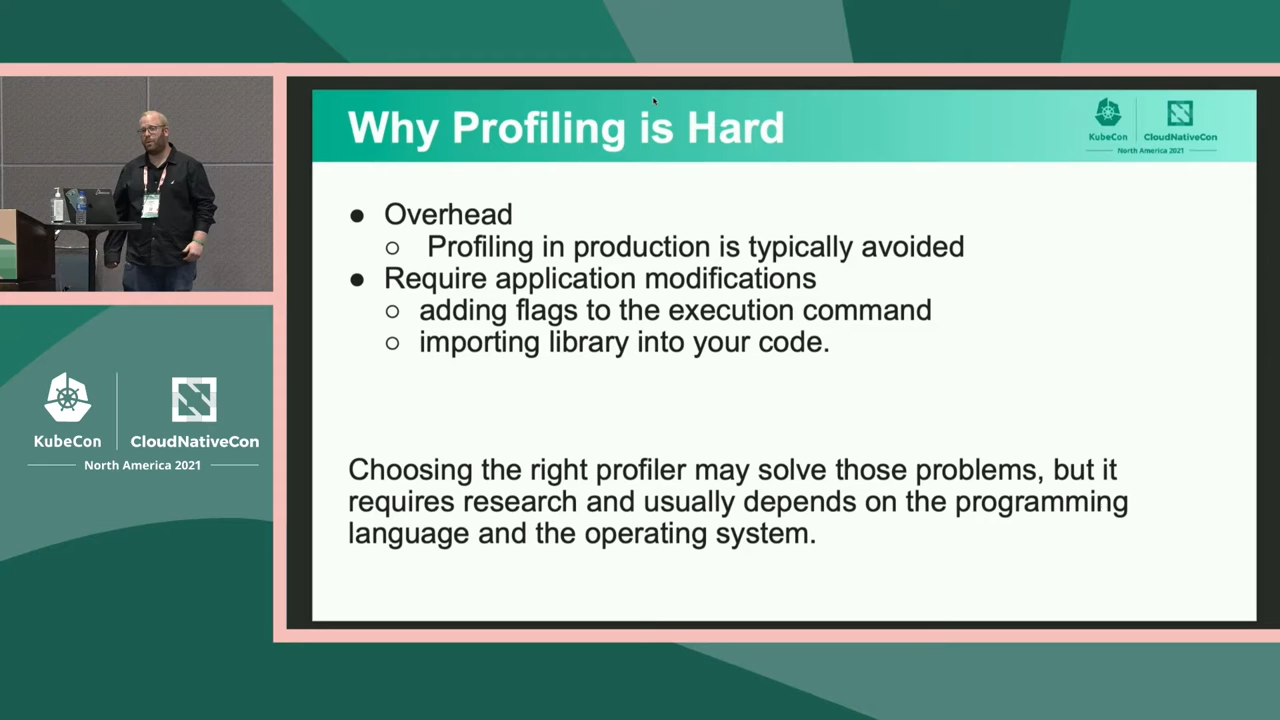 Why Profiling is Hard
KubeCon
CloudNativeCon
North America 2021
● Overhead
○ Profiling in production is typically avoided
● Require application modifications
○ adding flags to the execution command
○ importing library into your code.
Choosing the right profiler may solve those problems, but it
requires research and usually depends on the programming
language and the operating system.
KubeCon
CloudNativeCon
North America 2021